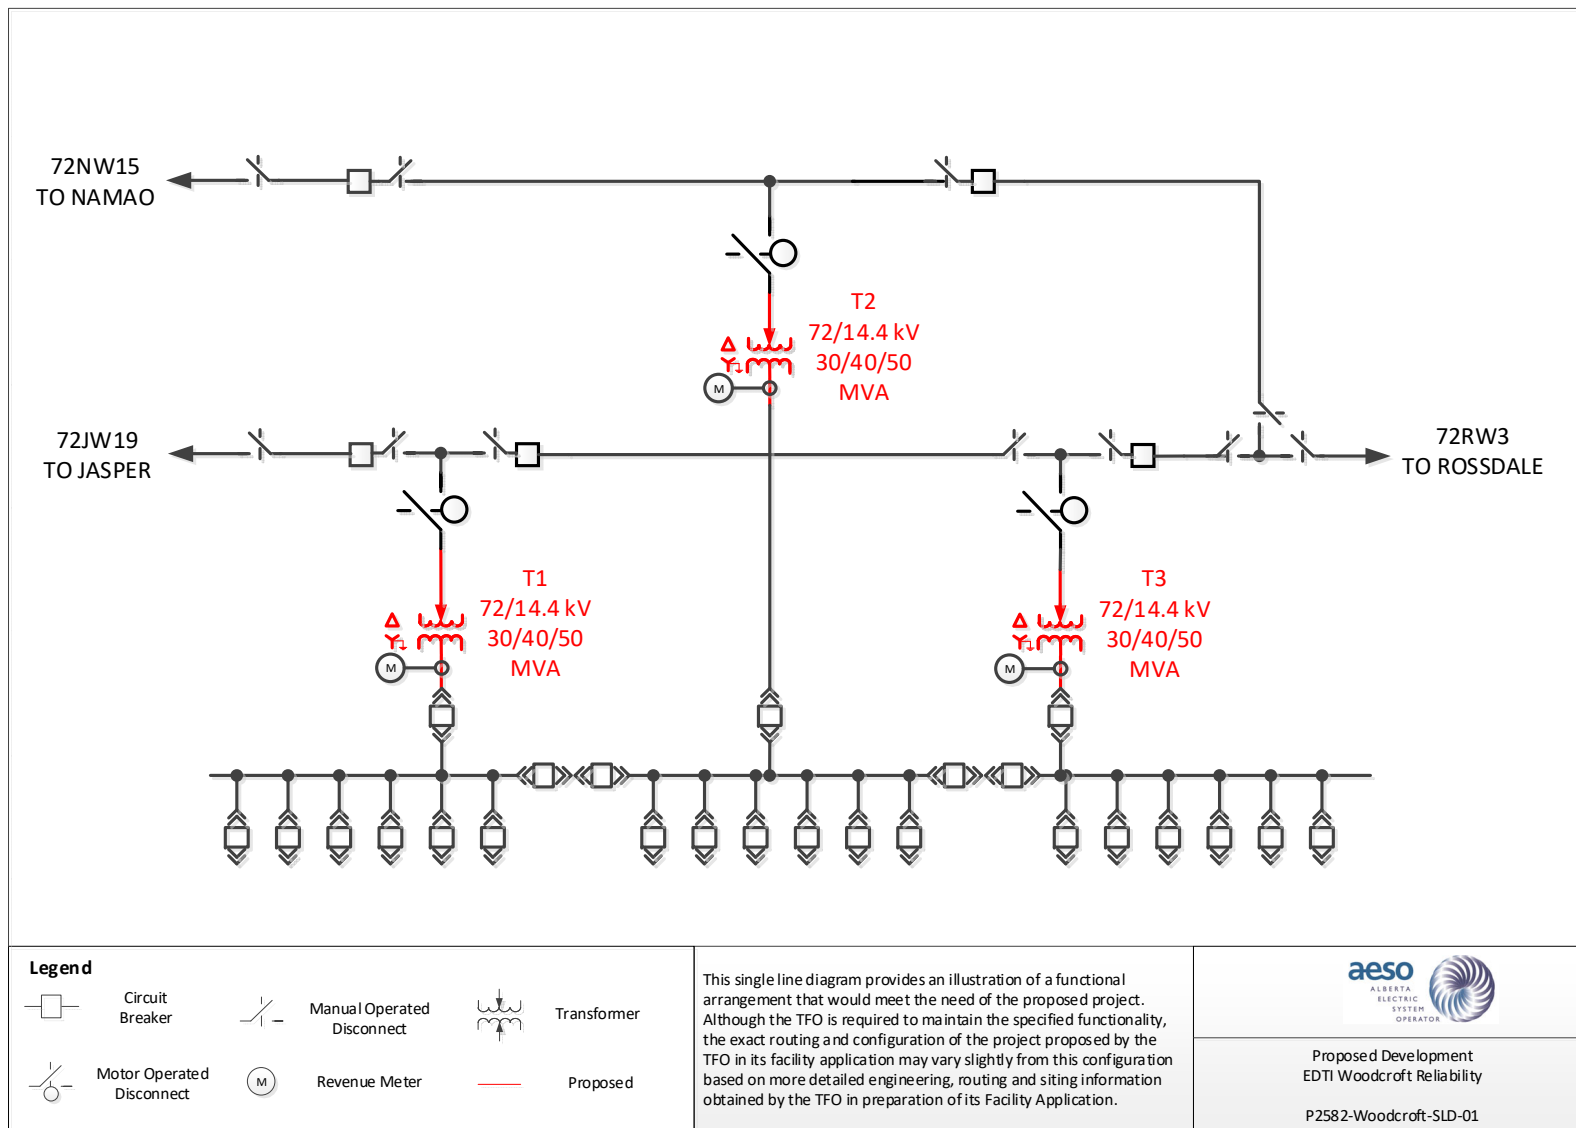 72NW15
TO NAMAO
T2
72/14.4 kV
30/40/50
MVA
M
72JW19
TO JASPER
72RW3
TO ROSSDALE
T1
72/14.4 kV
30/40/50
MVA
M
T3
72/14.4 kV
30/40/50
MVA
M
Legend
Circuit
Breaker
Manual Operated
Disconnect
Transformer
Motor Operated
Disconnect
M
Revenue Meter
Proposed
This single line diagram provides an illustration of a functional
arrangement that would meet the need of the proposed project.
Although the TFO is required to maintain the specified functionality,
the exact routing and configuration of the project proposed by the
TFO in its facility application may vary slightly from this configuration
based on more detailed engineering, routing and siting information
obtained by the TFO in preparation of its Facility Application.
aeso
ALBERTA
ELECTRIC
SYSTEM
OPERATOR
Proposed Development
EDTI Woodcroft Reliability
P2582-Woodcroft-SLD-01